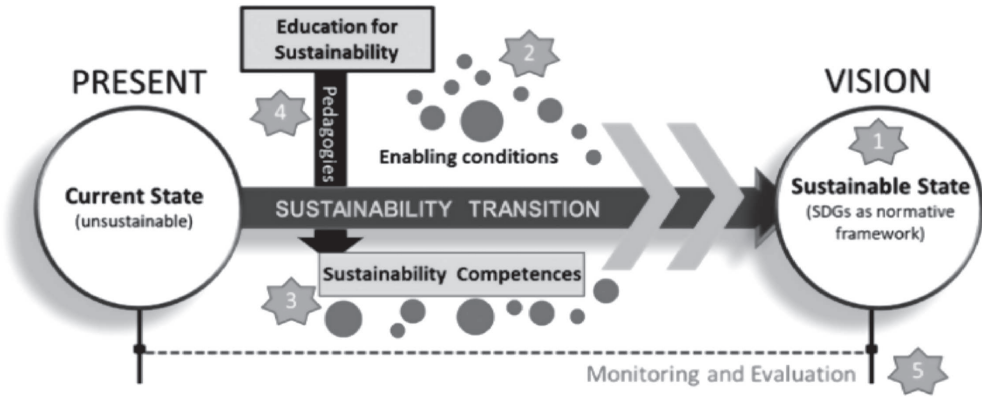 Education for
Sustainability
2
PRESENT
VISION
4
Pedagogies
1
Enabling conditions
Current State
(unsustainable)
SUSTAINABILITY TRANSITION
Sustainable State
(SDGs as normative
framework)
Sustainability Competences
3
Monitoring and Evaluation
5